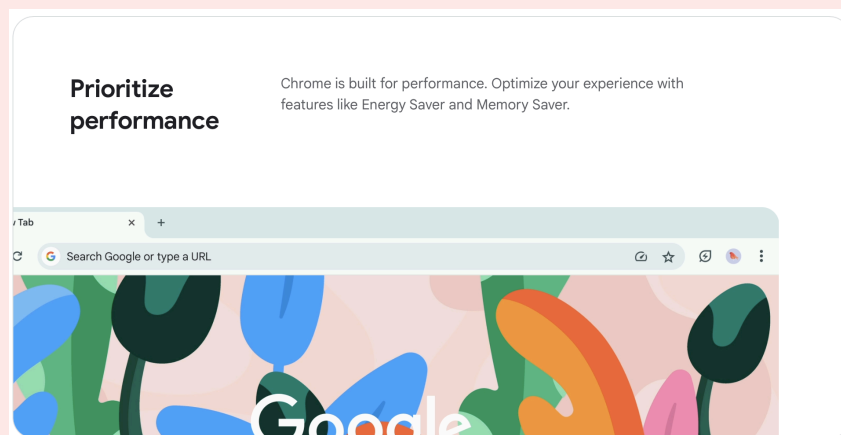 Prioritize
performance
Chrome is built for performance. Optimize your experience with
features like Energy Saver and Memory Saver.
Tab
Search Google or type a URL
Google